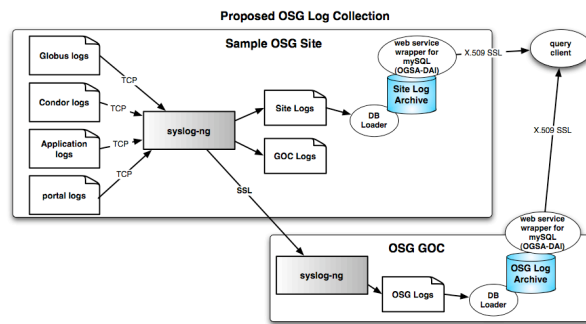 Proposed OSG Log Collection
Sample OSG Site
Globus logs
Condor logs
Application
logs
portal logs
TCP
TCP
TCP
TCP
syslog-ng
Site Logs
GOC Logs
DB
Loader
web service
wrapper for
mySQL
(OGSA-DAI)
Site Log
Archive
X.509 SSL
query
client
X.509 SSL
SSL
OSG GOC
syslog-ng
OSG Logs
DB
Loader
web service
wrapper for
mySQL
(OGSA-DAI)
OSG Log
Archive